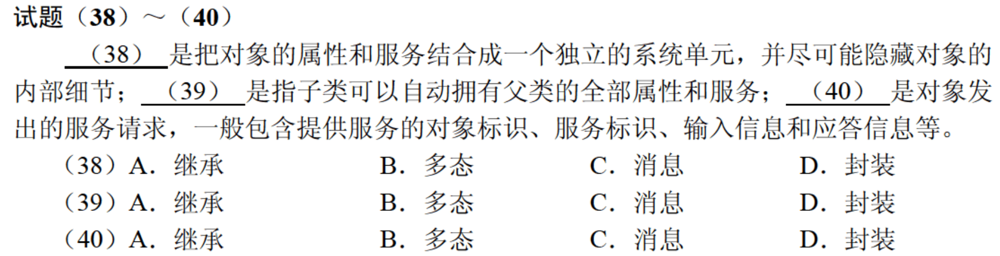 试题（38）～（40）
（38） 是把对象的属性和服务结合成一个独立的系统单元，并尽可能隐藏对象的
内部细节； （39） 是指子类可以自动拥有父类的全部属性和服务； （40） 是对象发
出的服务请求，一般包含提供服务的对象标识、服务标识、输入信息和应答信息等。
（38）A．继承 B．多态 C．消息 D．封装
（39）A．继承 B．多态 C．消息 D．封装
（40）A．继承 B．多态 C．消息 D．封装